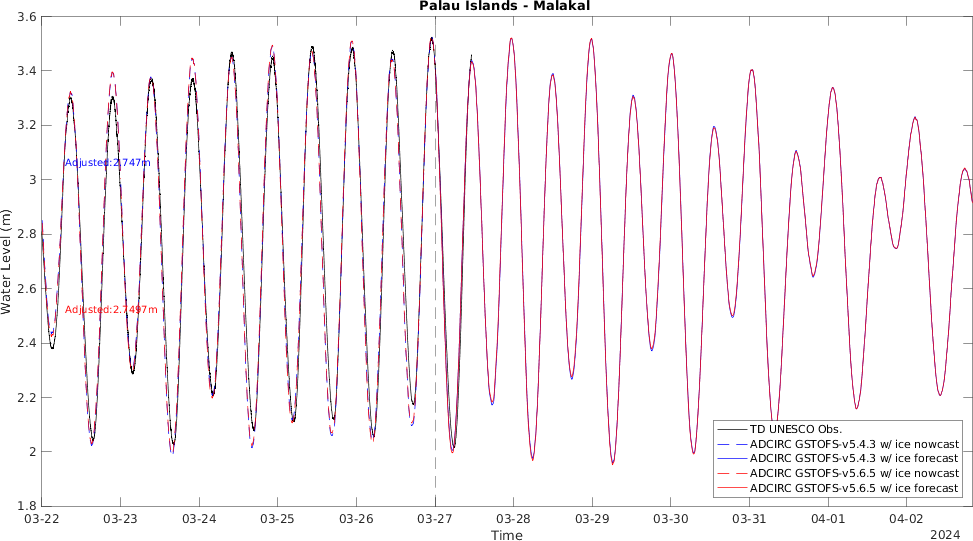 Palau Islands - Malakal
3.6
3.4
3.2
3
2.8
2.6
2.4
2.2
2
1.8
Water Level (m)
Adjusted:2.747m
Adjusted:2.7497m
TD UNESCO Obs.
ADCIRC GSTOFS-v5.4.3 w/ ice nowcast
ADCIRC GSTOFS-v5.4.3 w/ ice forecast
ADCIRC GSTOFS-v5.6.5 w/ ice nowcast
ADCIRC GSTOFS-v5.6.5 w/ ice forecast
03-22 03-23 03-24 03-25 03-26 03-27 03-28 03-29 03-30 03-31 04-01 04-02
Time
2024